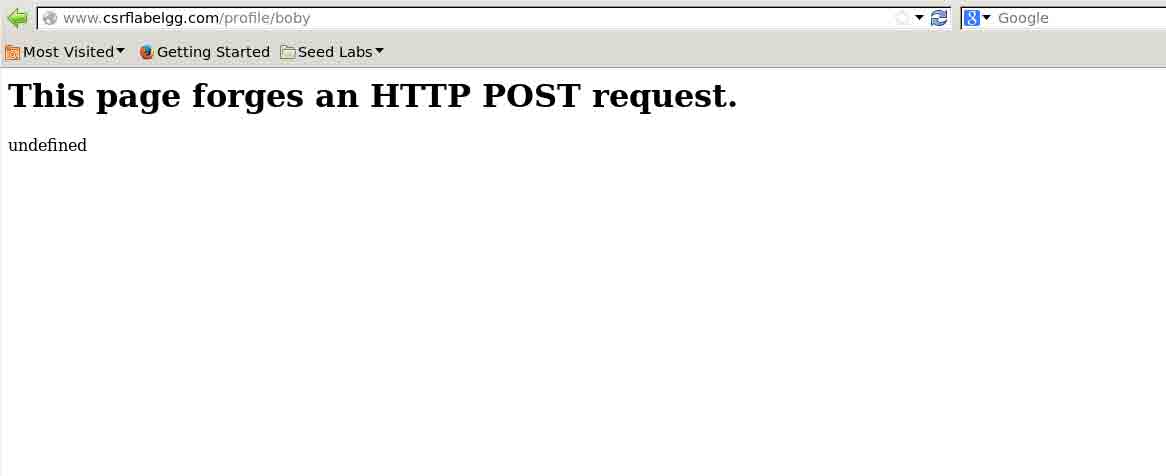 www.csrflabelgg.com/profile/boby
8 Google
Most Visited Getting Started Seed Labs
This page forges an HTTP POST request.
undefined